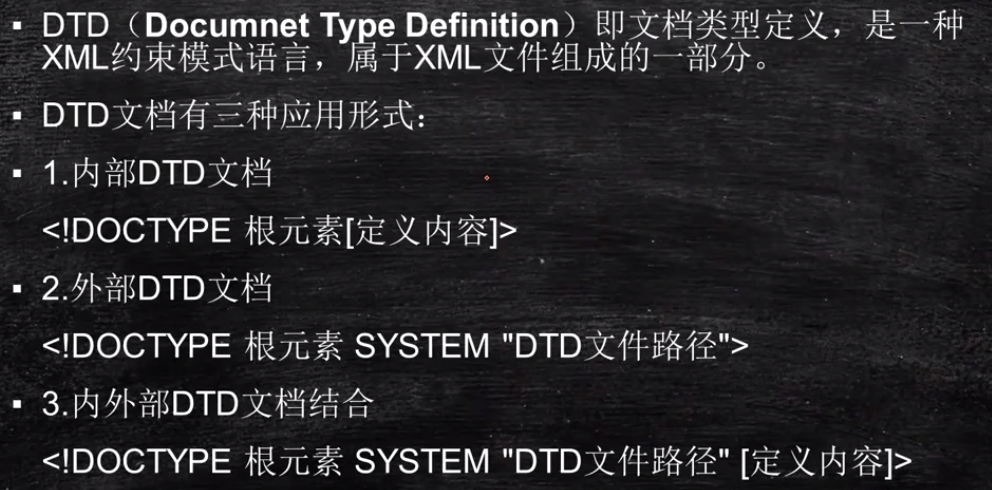 ▪ DTD（Documnet Type Definition）即文档类型定义，是一种
XML约束模式语言，属于XML文件组成的一部分。
▪ DTD文档有三种应用形式：
▪ 1.内部DTD文档
<!DOCTYPE 根元素[定义内容]>
▪ 2.外部DTD文档
<!DOCTYPE 根元素 SYSTEM "DTD文件路径">
▪ 3.内外部DTD文档结合
<!DOCTYPE 根元素 SYSTEM "DTD文件路径" [定义内容]>